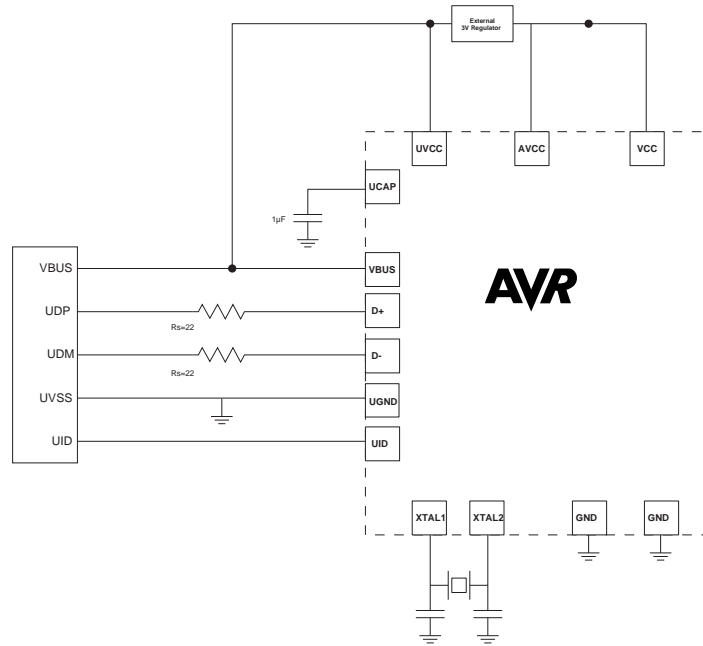 External
3V Regulator
UVCC
AVCC
VCC
UCAP
1µF
VBUS
VBUS
AVR
UDP
D+
Rs=22
UDM
D-
Rs=22
UVSS
UGND
UID
UID
XTAL1
XTAL2
GND
GND